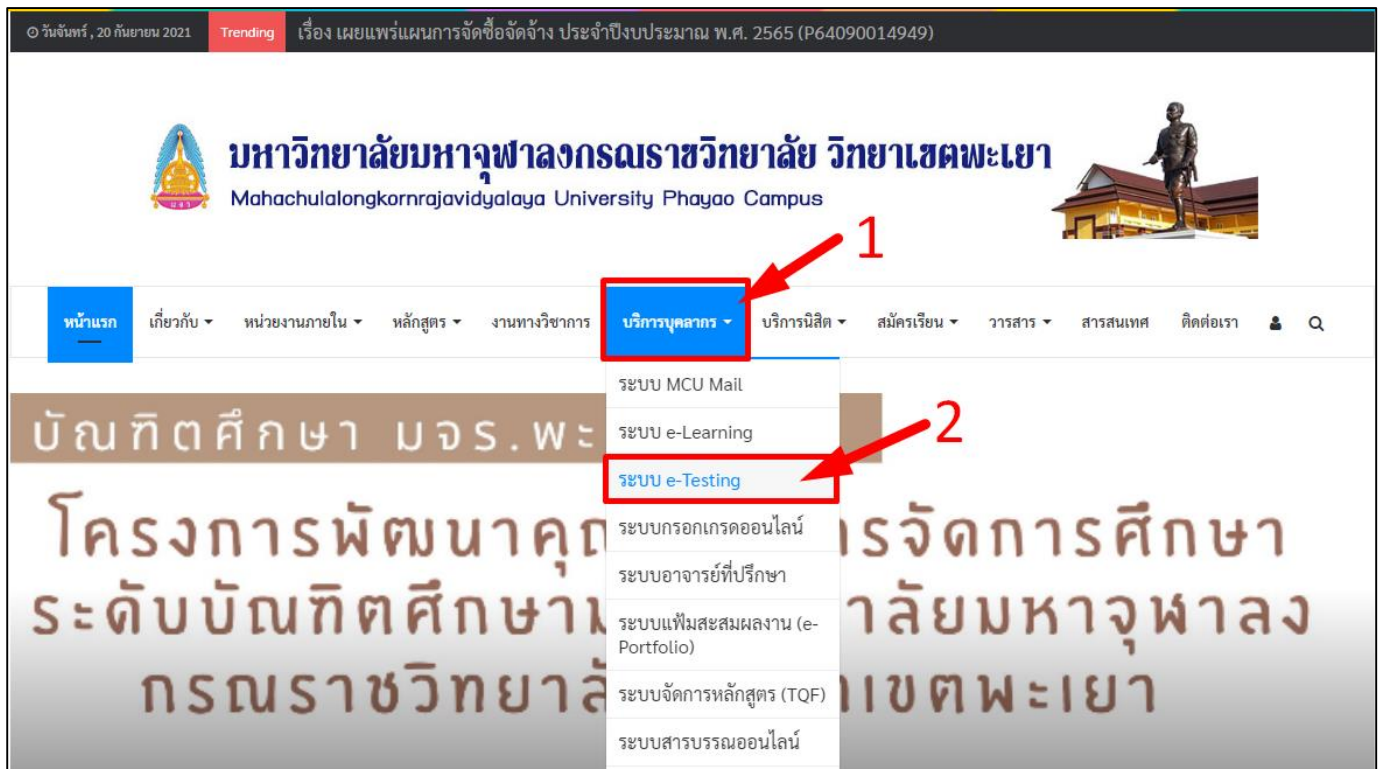 วันจันทร์ , 20 กันยายน 2021 Trending เรื่อง เผยแพร่แผนการจัดซื้อจัดจ้าง ประจำปีงบประมาณ พ.ศ. 2565 (P64090014949)
มหาวิทยาลัยมหาจุฬาลงกรณราชวิทยาลัย วิทยาเขตพะเยา
Mahachulalongkornrajavidyalaya University Phayao Campus
มจร
1
หน้าแรก เกี่ยวกับ หน่วยงานภายใน หลักสูตร งานทางวิชาการ บริการบุคลากร บริการนิสิต สมัครเรียน วารสาร สารสนเทศ ติดต่อเรา
ระบบ MCU Mail
ระบบ e-Learning
2
ระบบ e-Testing
ระบบกรอกเกรดออนไลน์
ระบบอาจารย์ที่ปรึกษา
ระบบแฟ้มสะสมผลงาน (e-
Portfolio)
ระบบจัดการหลักสูตร (TQF)
ระบบสารบรรณออนไลน์
บัณฑิตศึกษา มจร.พะ
โครงการพัฒนาคุณ รจัดการศึกษา
ระดับบัณฑิตศึกษาม าลัยมหาจุฬาลง
กรณราชวิทยาลั าเขตพะเยา